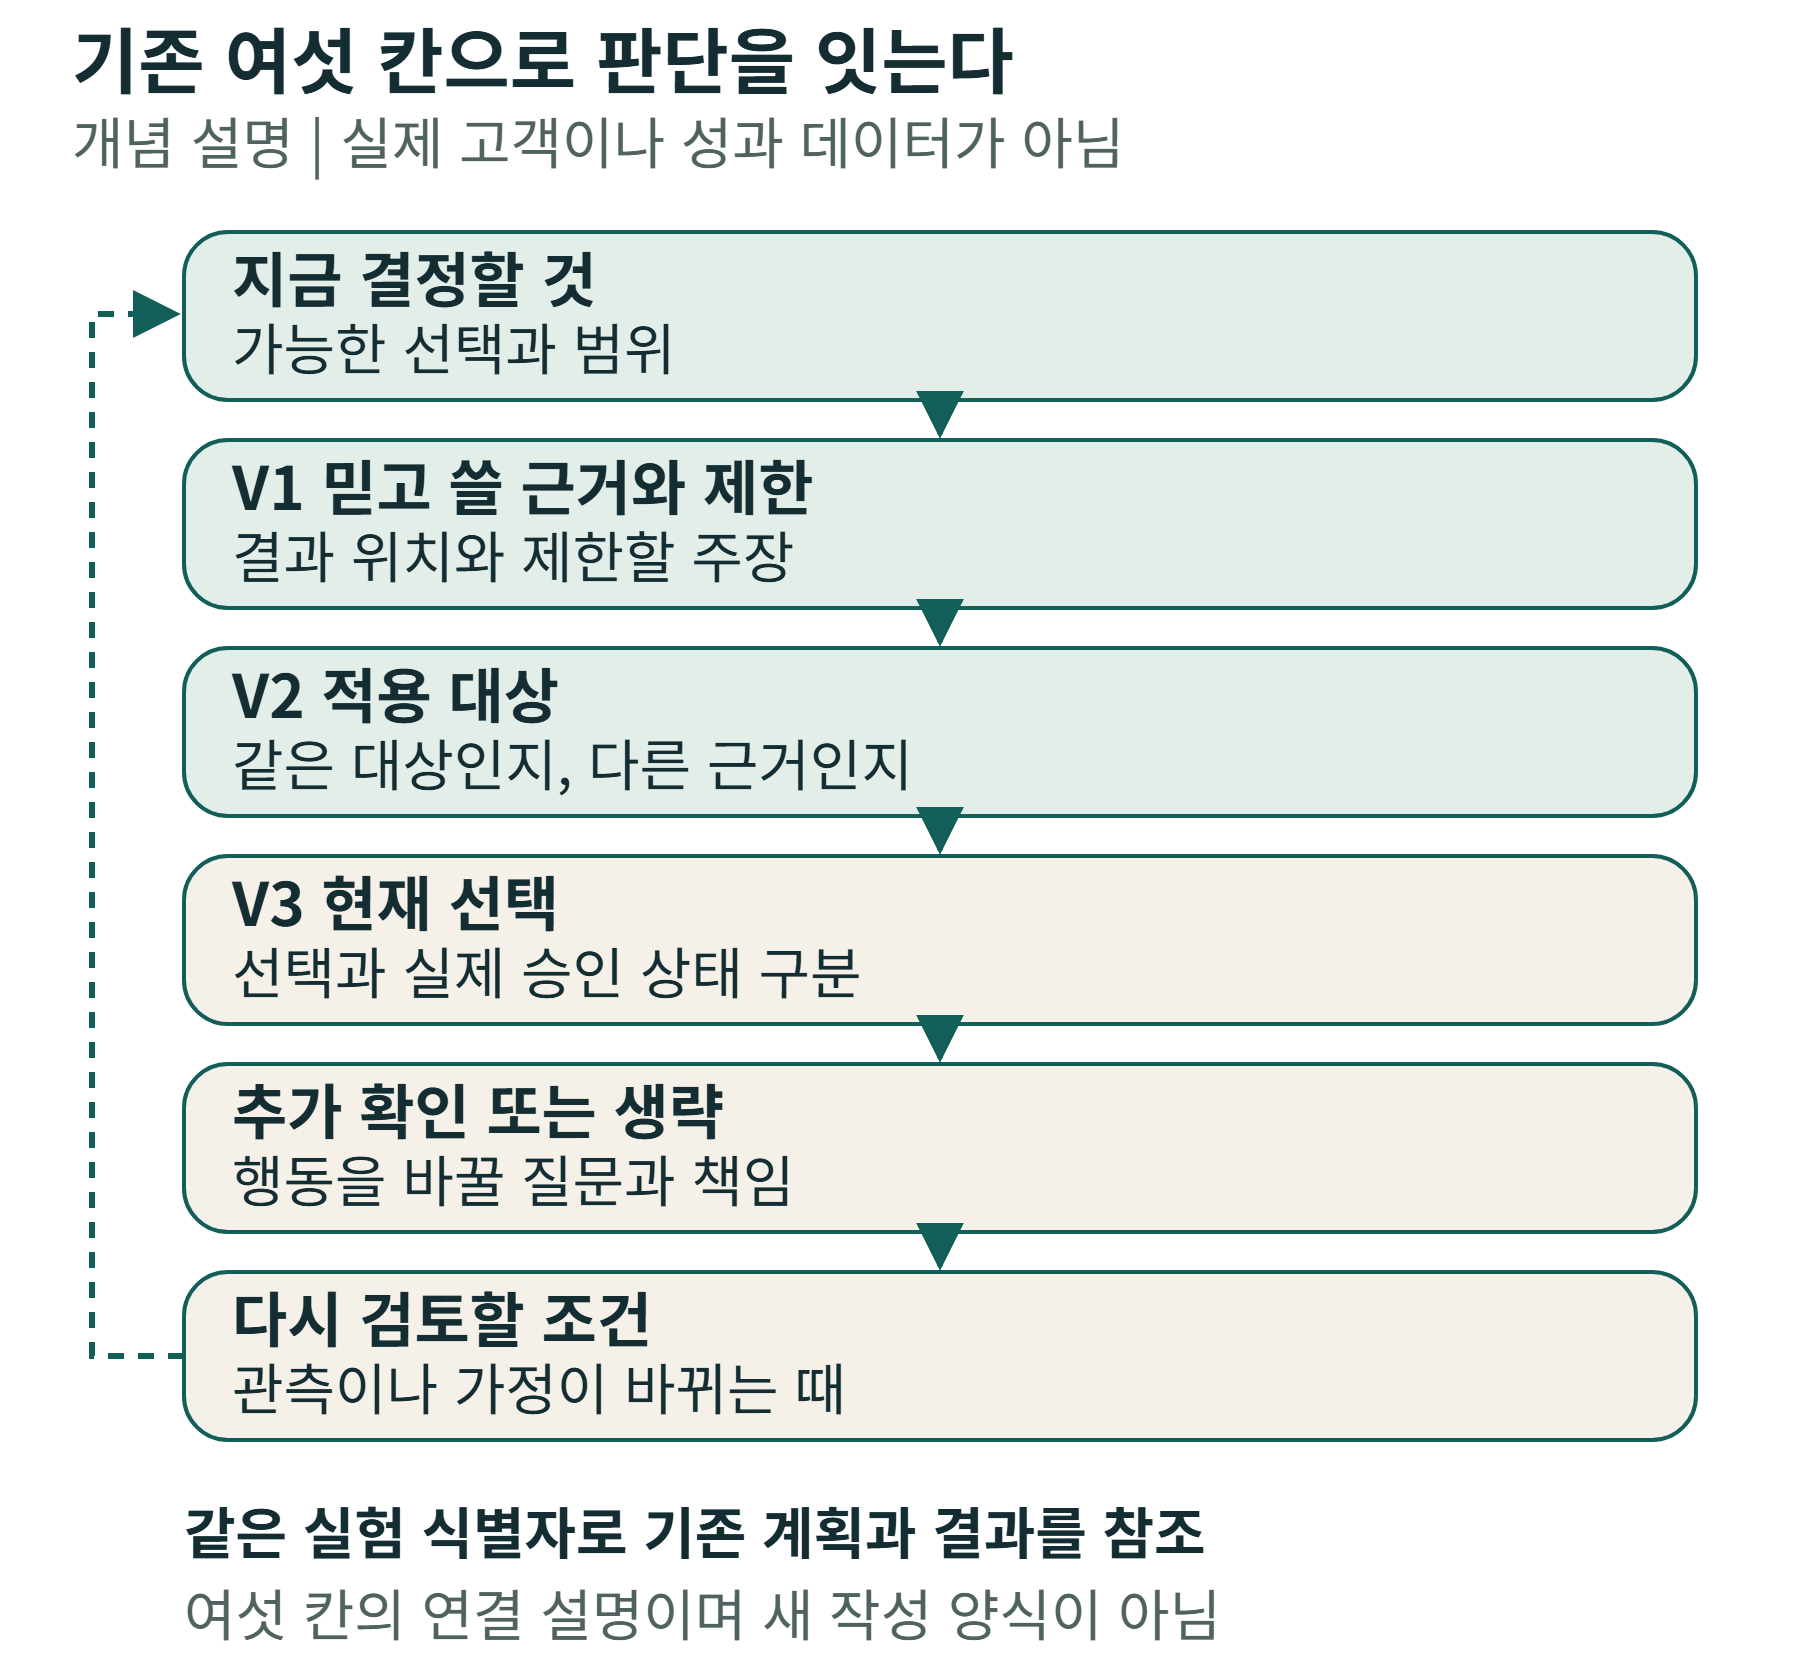 기존 여섯 칸으로 판단을 잇는다
개념 설명 | 실제 고객이나 성과 데이터가 아님
지금 결정할 것
가능한 선택과 범위
V1 믿고 쓸 근거와 제한
결과 위치와 제한할 주장
V2 적용 대상
같은 대상인지, 다른 근거인지
V3 현재 선택
선택과 실제 승인 상태 구분
추가 확인 또는 생략
행동을 바꿀 질문과 책임
다시 검토할 조건
관측이나 가정이 바뀌는 때
같은 실험 식별자로 기존 계획과 결과를 참조
여섯 칸의 연결 설명이며 새 작성 양식이 아님